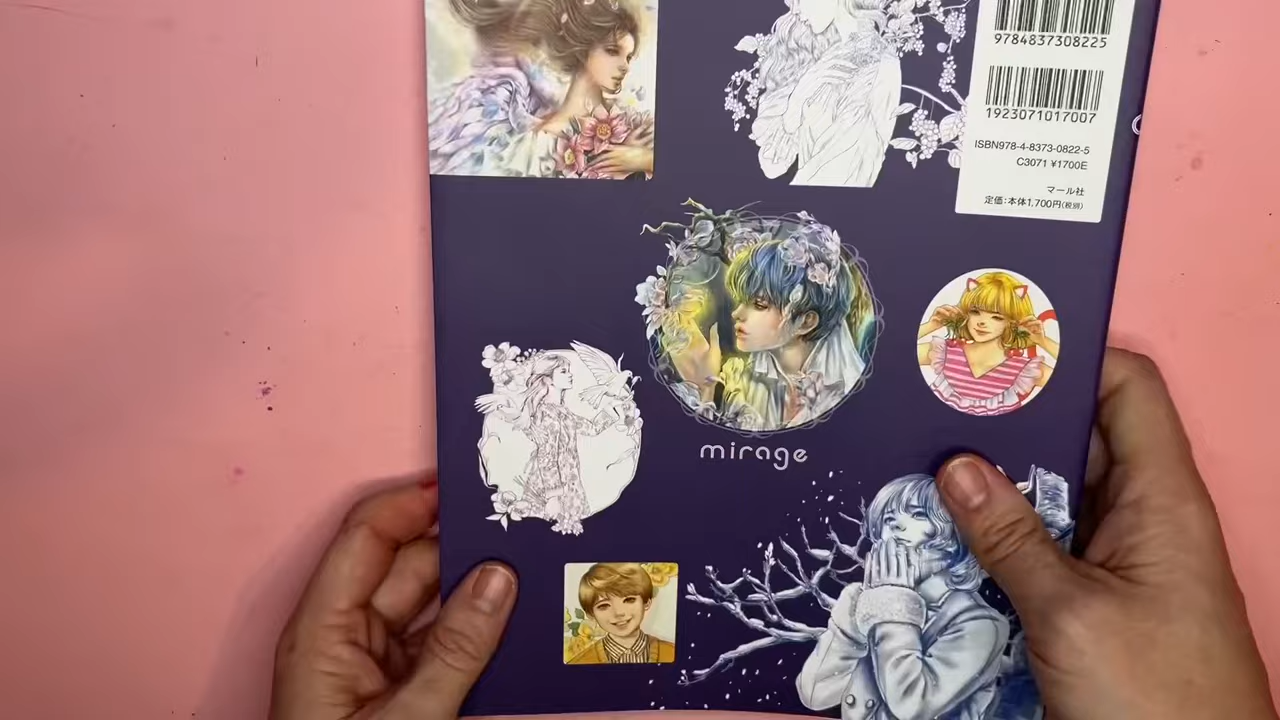 9784837308225
1923071017007
ISBN978-4-8373-0822-5
C3071 ¥1700E
マール社
定価:本体1,700円(税別)
mirage